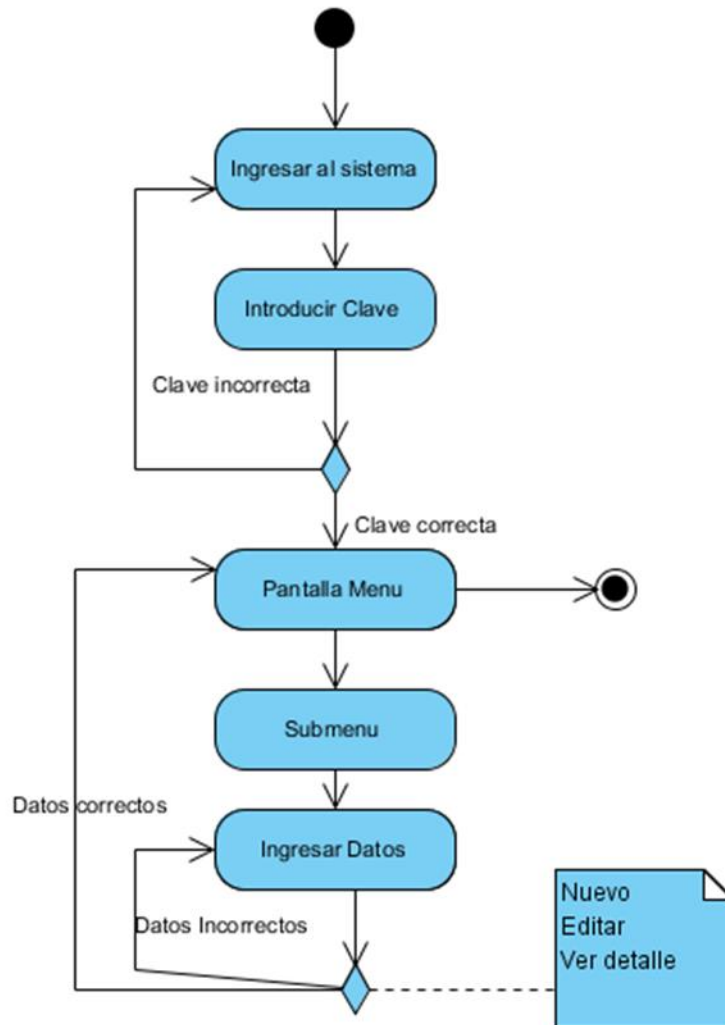 Ingresar al sistema
Introducir Clave
Clave incorrecta
Clave correcta
Pantalla Menu
Submenu
Datos correctos
Ingresar Datos
Datos Incorrectos
Nuevo
Editar
Ver detalle